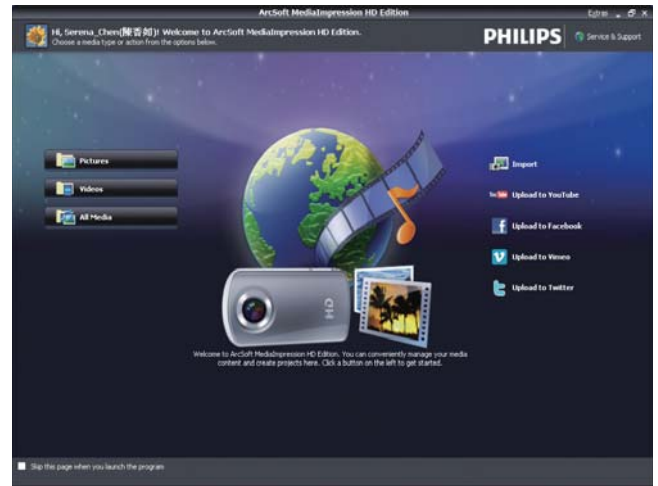 ArcSoft MediaImpression HD Edition
Extras
Hi, Serena_Chen(陳香如)! Welcome to ArcSoft MediaImpression HD Edition.
Choose a media type or action from the options below.
PHILIPS
Service & Support
Pictures
Videos
All Media
Import
Upload to YouTube
Upload to Facebook
Upload to Vimeo
Upload to Twitter
HD
Welcome to ArcSoft MediaImpression HD Edition. You can conveniently manage your media
content and create projects here. Click a button on the left to get started.
Skip this page when you launch the program